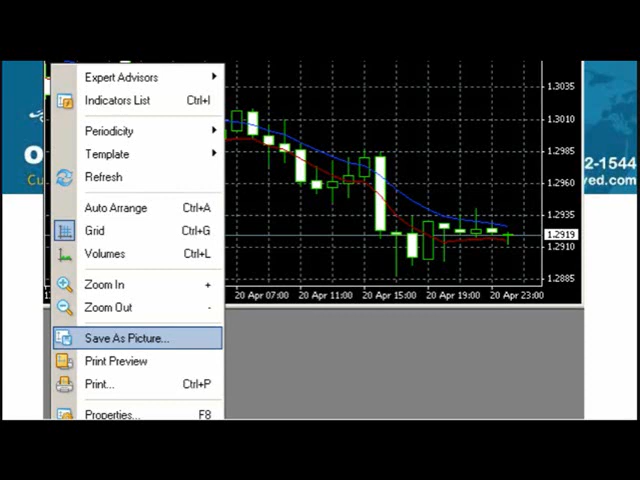 Expert Advisors
Indicators List Ctrl+I
Periodicity
Template
Refresh
Auto Arrange Ctrl+A
Grid Ctrl+G
Volumes Ctrl+L
Zoom In +
Zoom Out -
Save As Picture...
Print Preview
Print... Ctrl+P
Properties... F8
1.3035
1.3010
1.2985
1.2960
1.2935
1.2919
1.2910
1.2885
20 Apr 07:00 20 Apr 11:00 20 Apr 15:00 20 Apr 19:00 20 Apr 23:00
2-1544
ved.com